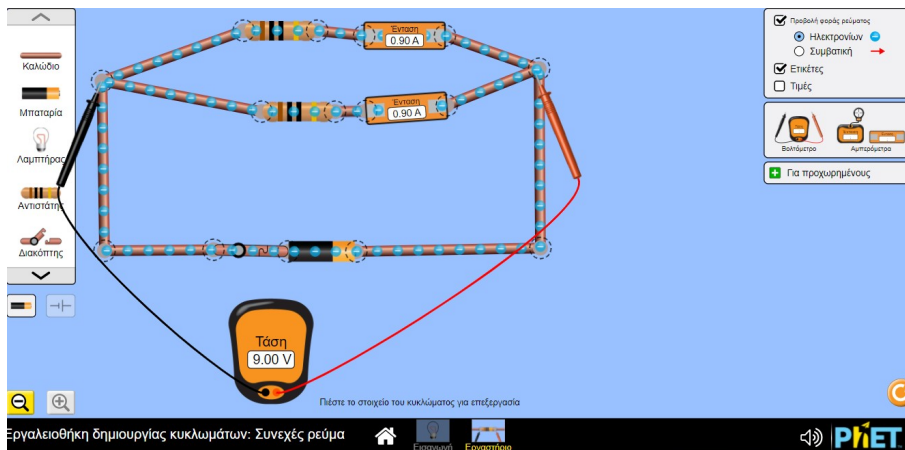 Ένταση
0.90 A
Ένταση
0.90 A
Καλώδιο
Μπαταρία
Λαμπτήρας
Αντιστάτης
Διακόπτης
Προβολή φοράς ρεύματος
Ηλεκτρονίων
Συμβατική
Ετικέτες
Τιμές
Βολτόμετρο
Αμπερόμετρα
Για προχωρημένους
Τάση
9.00 V
Πιέστε το στοιχείο του κυκλώματος για επεξεργασία
Εργαλειοθήκη δημιουργίας κυκλωμάτων: Συνεχές ρεύμα
Εισαγωγή
Εργαστήριο
PhET